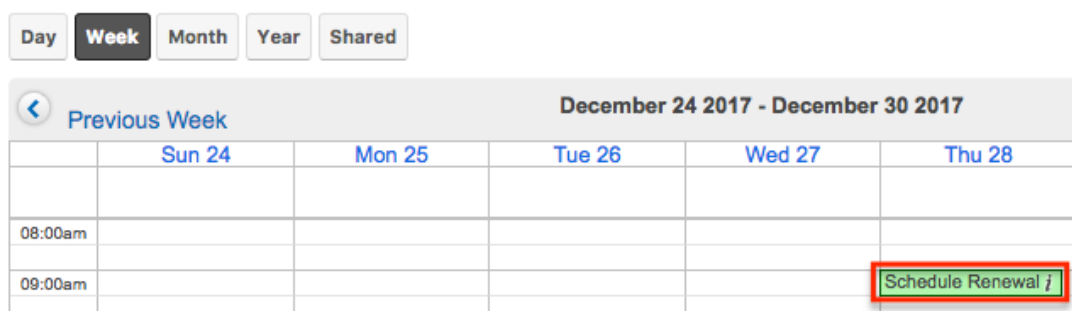 Day Week Month Year Shared
Previous Week December 24 2017 - December 30 2017
Sun 24 Mon 25 Tue 26 Wed 27 Thu 28
08:00am
09:00am Schedule Renewal i